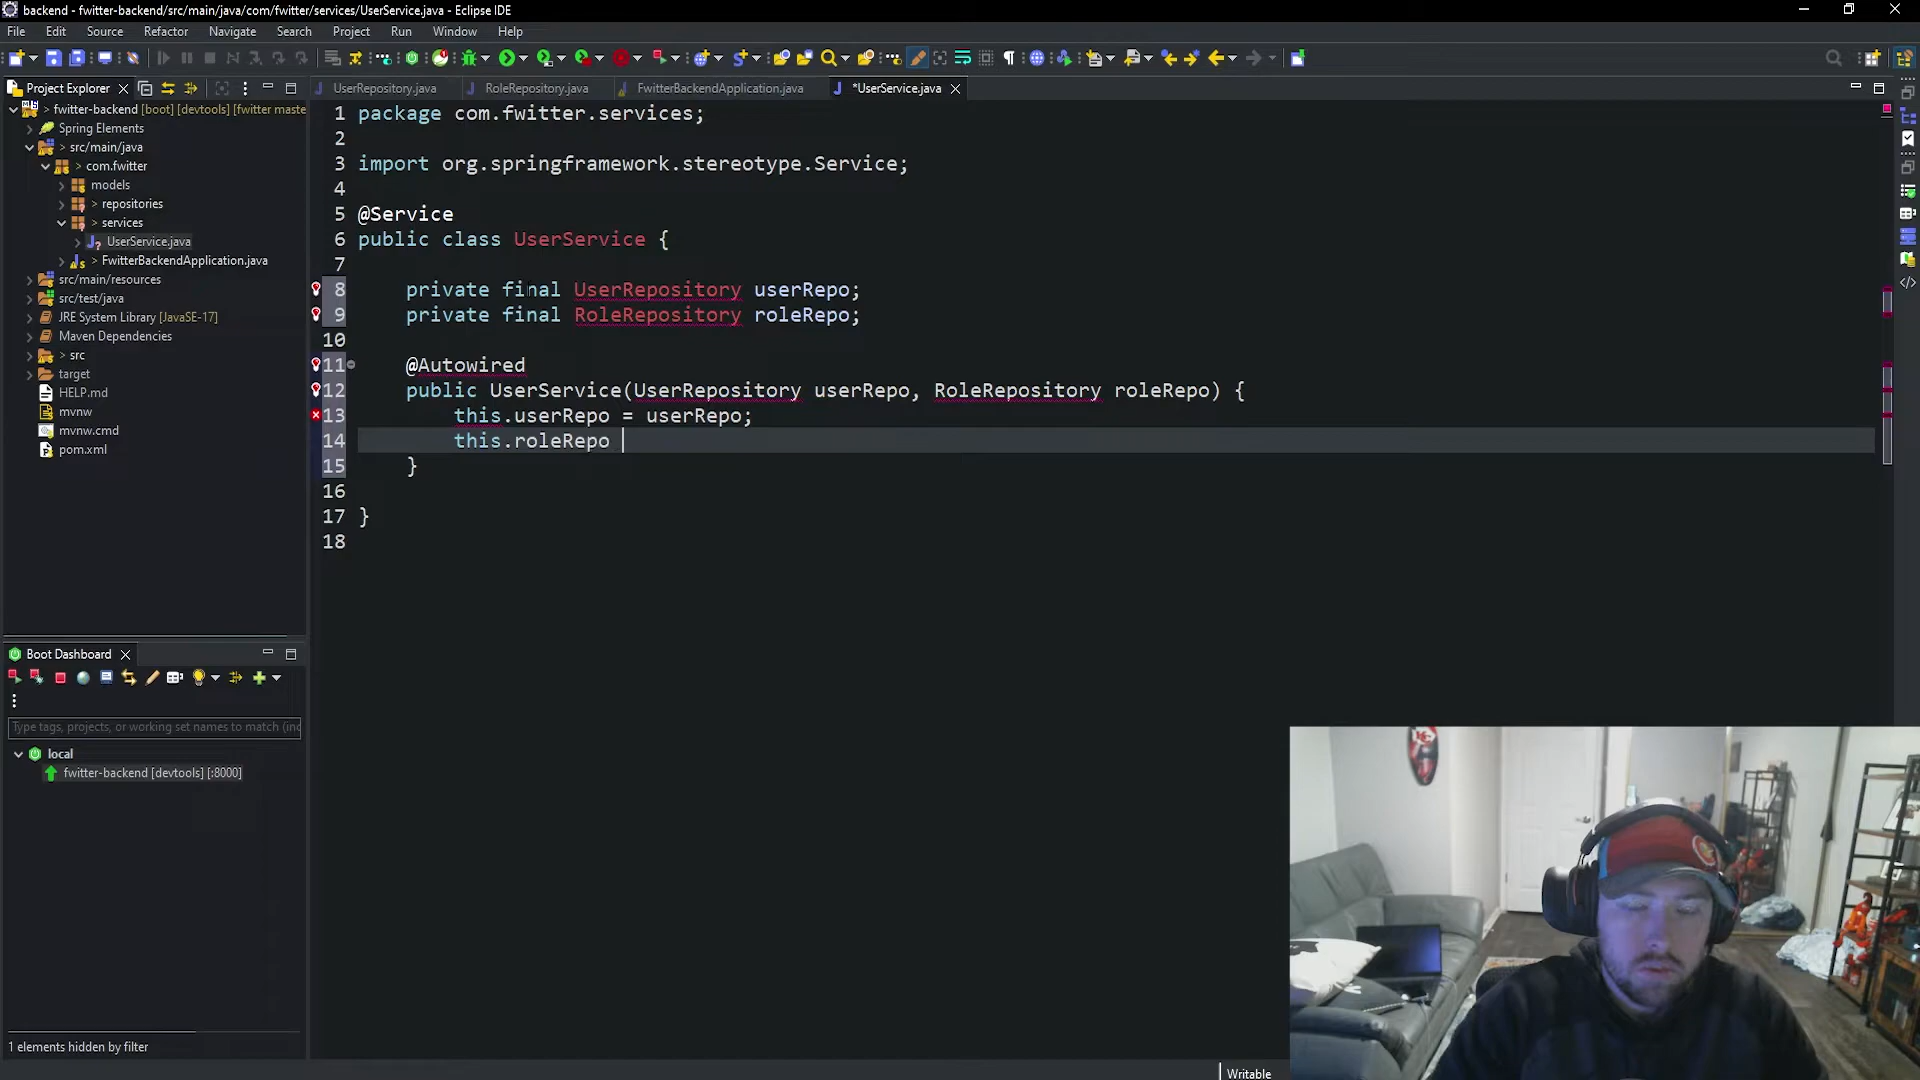 backend - fwitter-backend/src/main/java/com/fwitter/services/UserService.java - Eclipse IDE
File Edit Source Refactor Navigate Search Project Run Window Help
Project Explorer
UserRepository.java
RoleRepository.java
FwitterBackendApplication.java
*UserService.java
> fwitter-backend [boot] [devtools] [fwitter maste
Spring Elements
> src/main/java
> com.fwitter
models
> repositories
> services
UserService.java
FwitterBackendApplication.java
src/main/resources
src/test/java
JRE System Library [JavaSE-17]
Maven Dependencies
> src
target
HELP.md
mvnw
mvnw.cmd
pom.xml
1 package com.fwitter.services;
2
3 import org.springframework.stereotype.Service;
4
5 @Service
6 public class UserService {
7
8 private final UserRepository userRepo;
9 private final RoleRepository roleRepo;
10
11 @Autowired
12 public UserService(UserRepository userRepo, RoleRepository roleRepo) {
13 this.userRepo = userRepo;
14 this.roleRepo
15 }
16
17 }
18
Boot Dashboard
Type tags, projects, or working set names to match (inc
local
fwitter-backend [devtools] [:8000]
1 elements hidden by filter
Writable